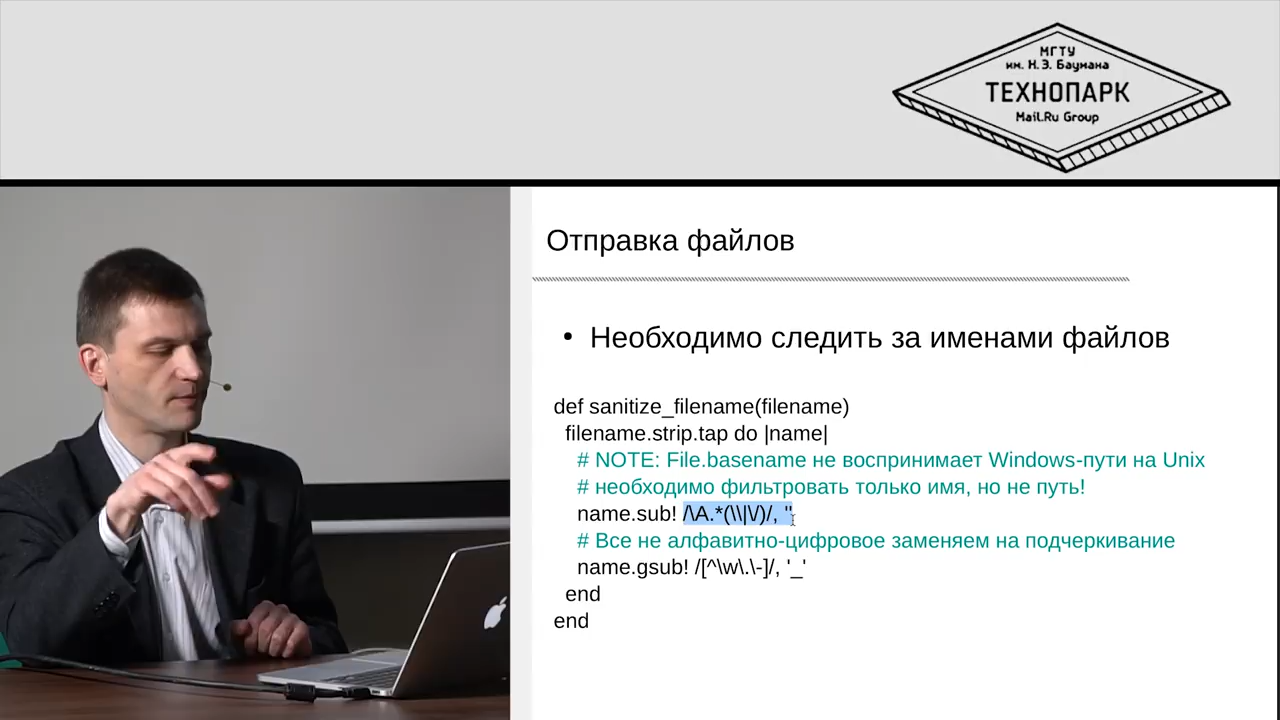 МГТУ
им. Н.Э. Баумана
ТЕХНОПАРК
Mail.Ru Group
Отправка файлов
• Необходимо следить за именами файлов
def sanitize_filename(filename)
filename.strip.tap do |name|
# NOTE: File.basename не воспринимает Windows-пути на Unix
# необходимо фильтровать только имя, но не путь!
name.sub! /\A.*(\\|\/)/, ''
# Все не алфавитно-цифровое заменяем на подчеркивание
name.gsub! /[^\w\.\-]/, '_'
end
end